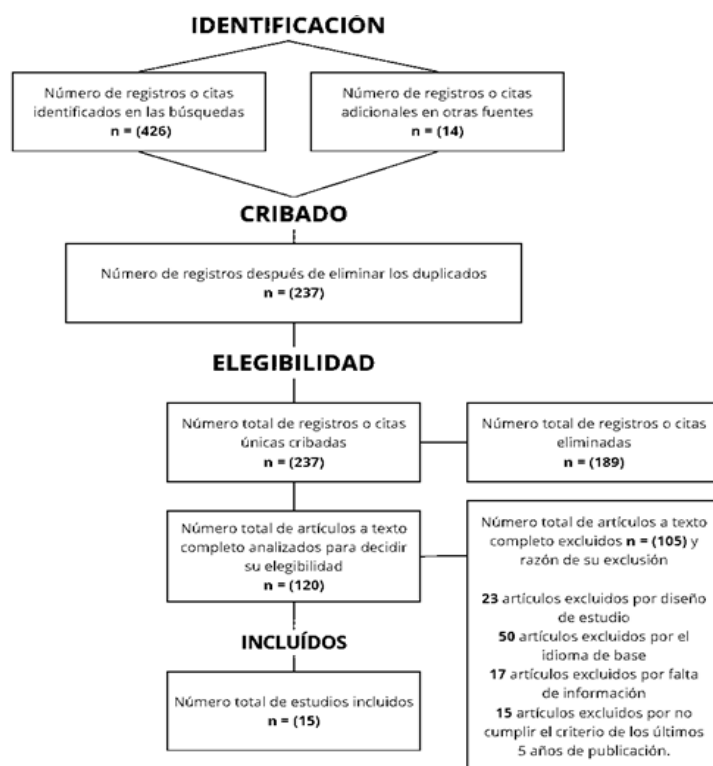 IDENTIFICACIÓN
Número de registros o citas
identificados en las búsquedas
n = (426)
Número de registros o citas
adicionales en otras fuentes
n = (14)
CRIBADO
Número de registros después de eliminar los duplicados
n = (237)
ELEGIBILIDAD
Número total de registros o citas
únicas cribadas
n = (237)
Número total de registros o citas
eliminadas
n = (189)
Número total de artículos a texto
completo analizados para decidir
su elegibilidad
n = (120)
Número total de artículos a texto
completo excluidos n = (105) y
razón de su exclusión
23 artículos excluidos por diseño
de estudio
50 artículos excluidos por el
idioma de base
17 artículos excluidos por falta
de información
15 artículos excluidos por no
cumplir el criterio de los últimos
5 años de publicación.
INCLUÍDOS
Número total de estudios incluidos
n = (15)